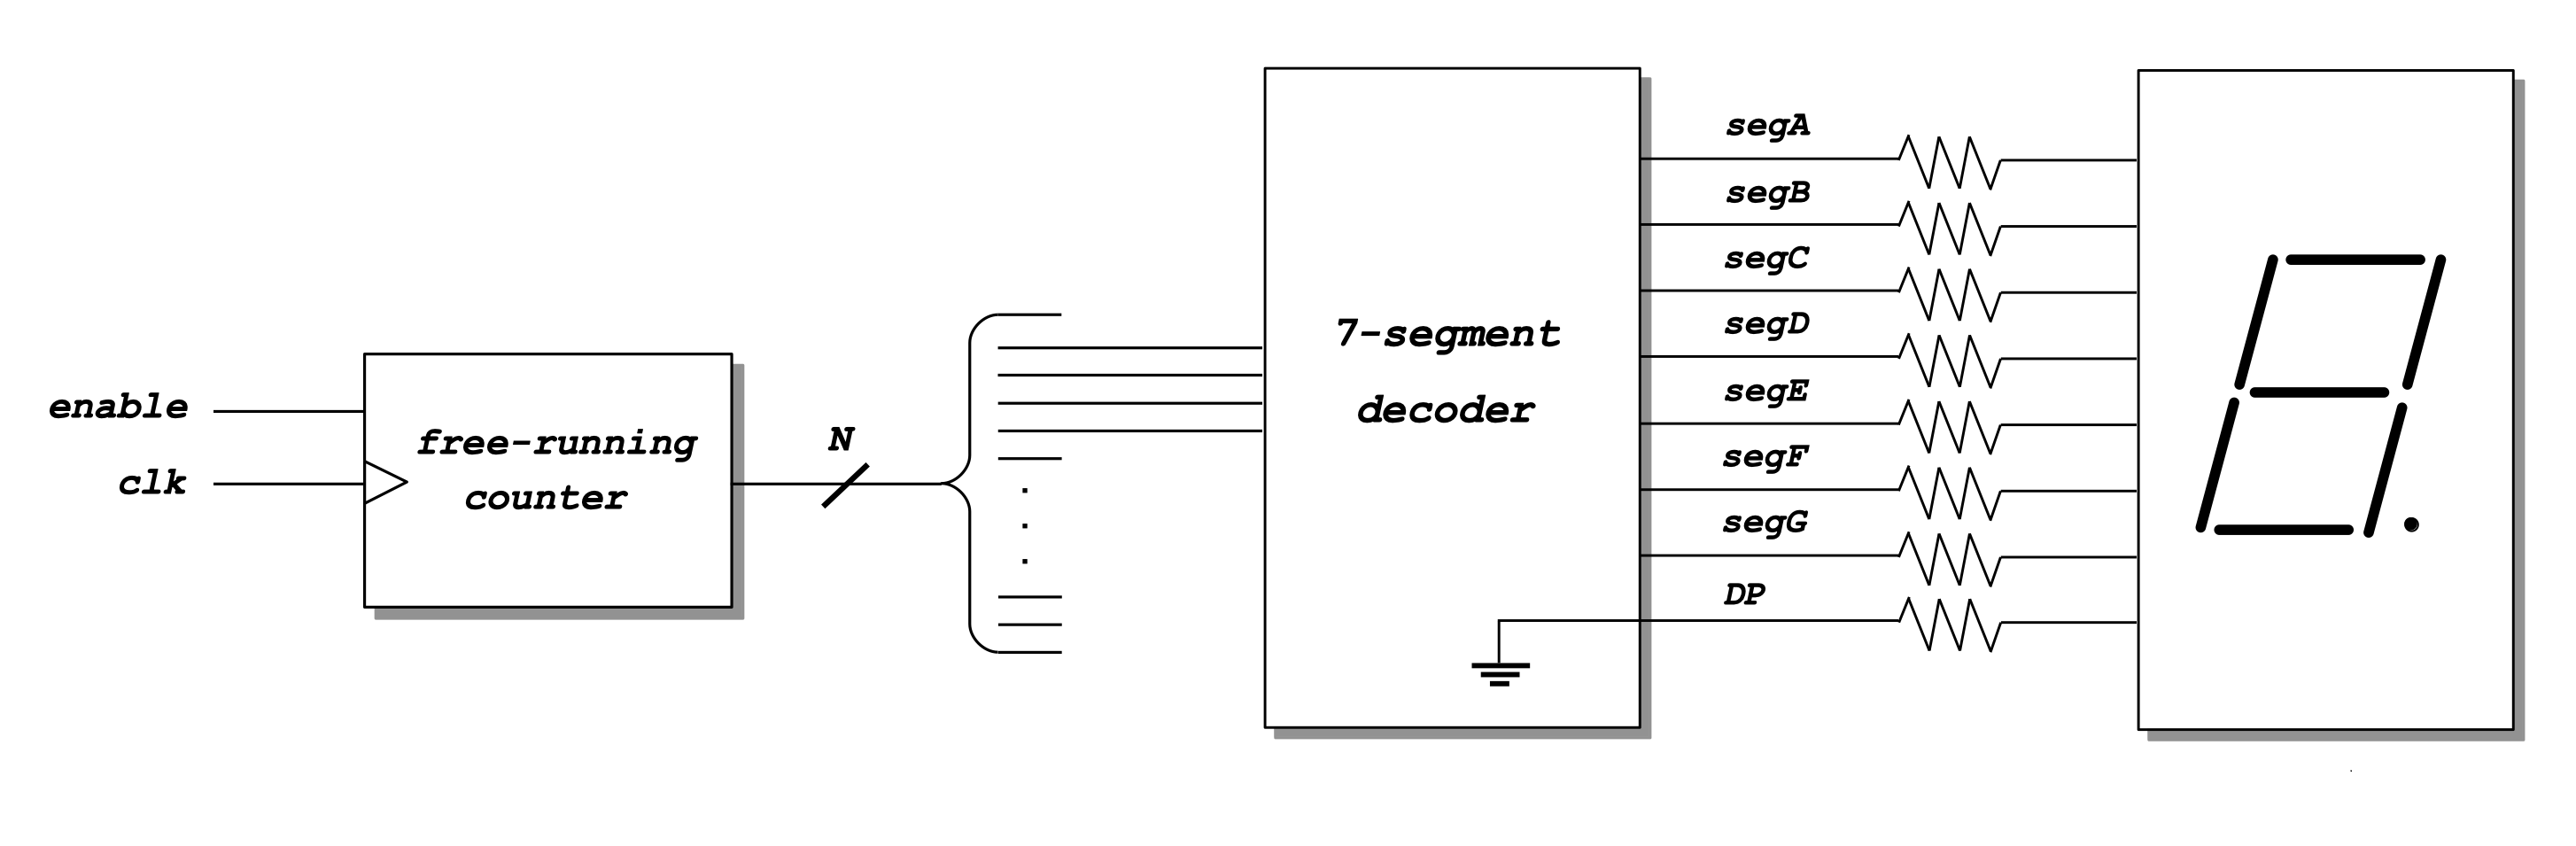 enable
clk
free-running
counter
N
7-segment
decoder
segA
segB
segC
segD
segE
segF
segG
DP